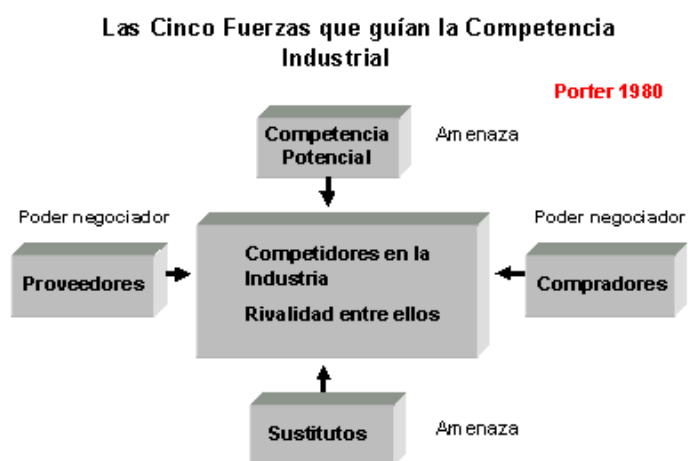 Las Cinco Fuerzas que guían la Competencia
Industrial
Porter 1980
Competencia
Potencial
Amenaza
Poder negociador
Poder negociador
Proveedores
Competidores en la
Industria
Rivalidad entre ellos
Compradores
Sustitutos
Amenaza